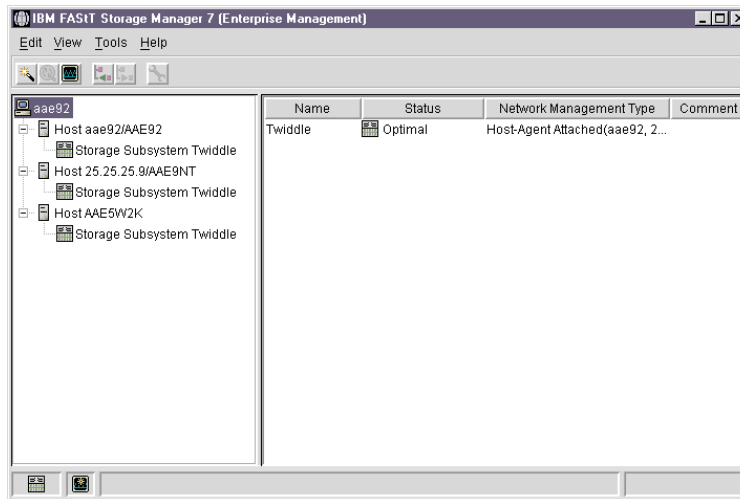 IBM FAStT Storage Manager 7 (Enterprise Management)
Edit View Tools Help
aae92
Host aae92/AAE92
Storage Subsystem Twiddle
Host 25.25.25.9/AAE9NT
Storage Subsystem Twiddle
Host AAE5W2K
Storage Subsystem Twiddle
Name Status Network Management Type Comment
Twiddle Optimal Host-Agent Attached(aae92, 2...